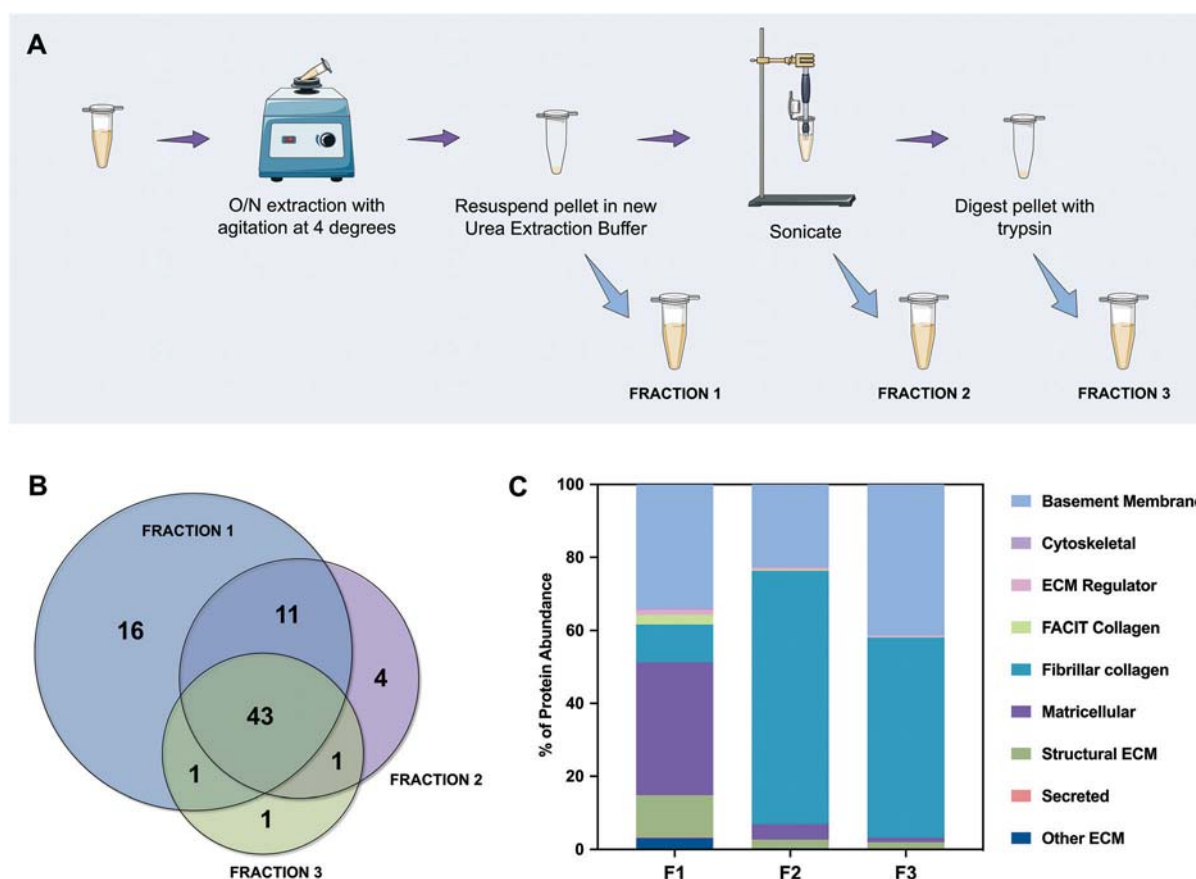 A
O/N extraction with
agitation at 4 degrees
Resuspend pellet in new
Urea Extraction Buffer
Sonicate
Digest pellet with
trypsin
FRACTION 1
FRACTION 2
FRACTION 3
B
FRACTION 1
16
11
4
43
1
1
FRACTION 2
1
FRACTION 3
C
% of Protein Abundance
100
80
60
40
20
0
F1
F2
F3
Basement Membrane
Cytoskeletal
ECM Regulator
FACIT Collagen
Fibrillar collagen
Matricellular
Structural ECM
Secreted
Other ECM